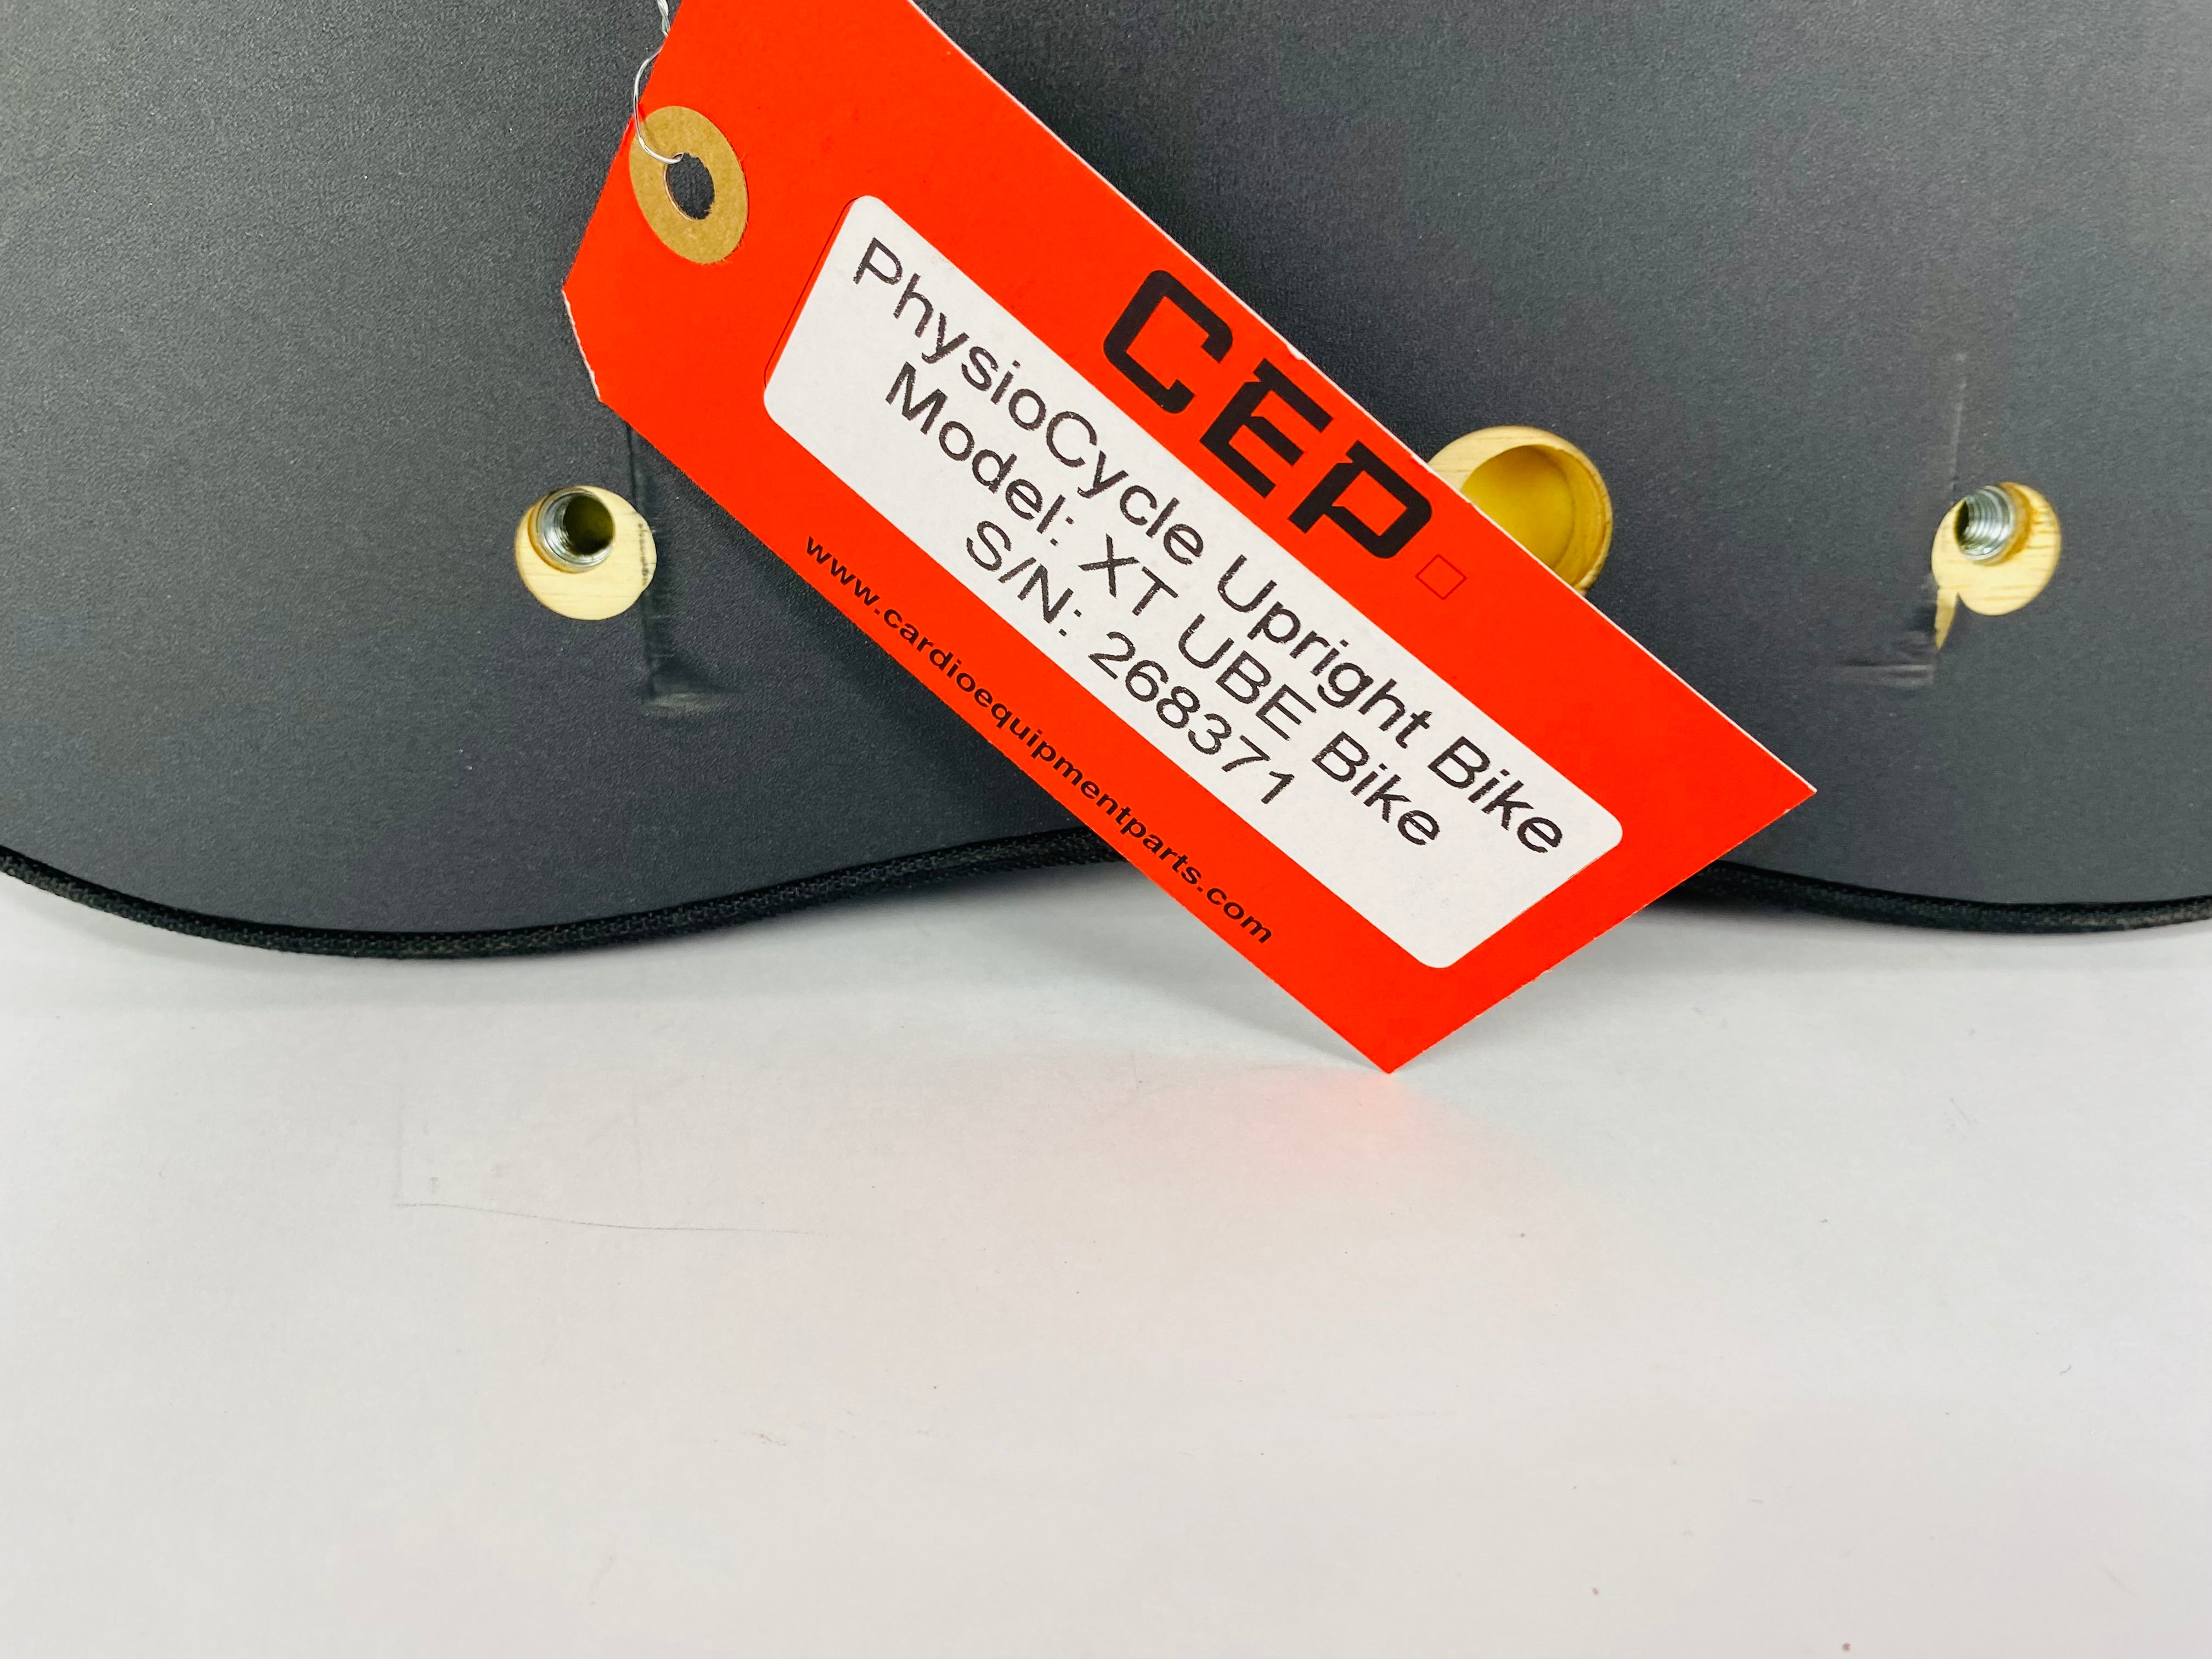 CEP
PhysioCycle Upright Bike
Model: XT UBE Bike
S/N: 268371
www.cardioequipmentparts.com